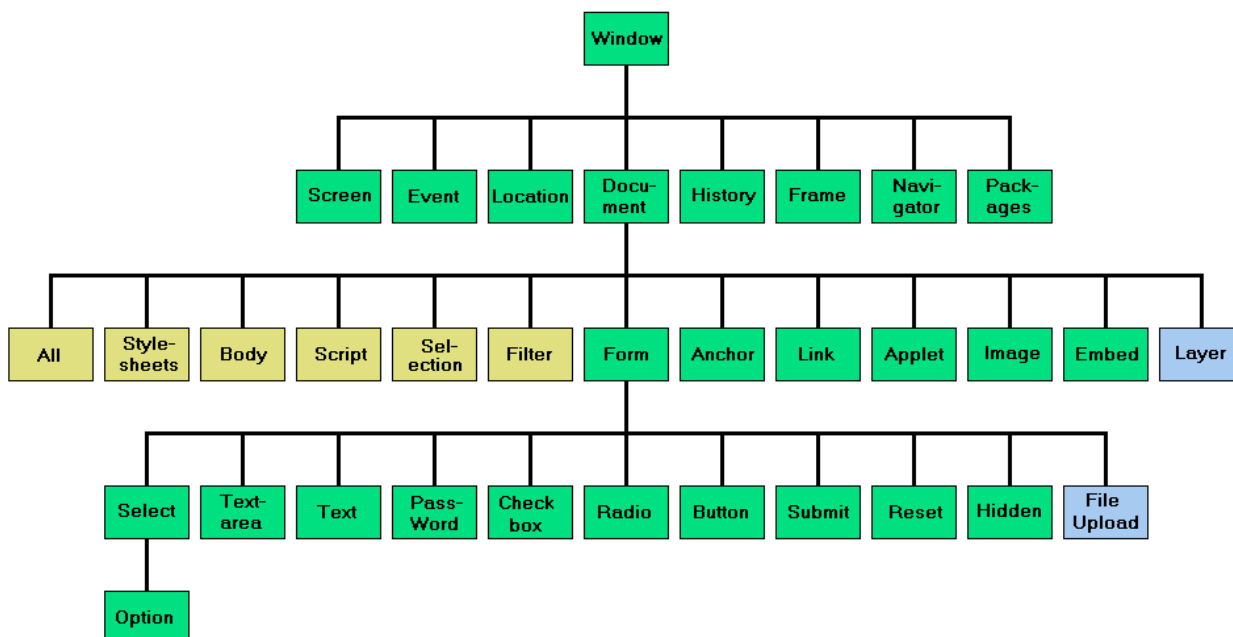 Window
Screen
Event
Location
Docu-
ment
History
Frame
Navi-
gator
Pack-
ages
All
Style-
sheets
Body
Script
Sel-
ection
Filter
Form
Anchor
Link
Applet
Image
Embed
Layer
Select
Text-
area
Text
Pass-
Word
Check
box
Radio
Button
Submit
Reset
Hidden
File
Upload
Option